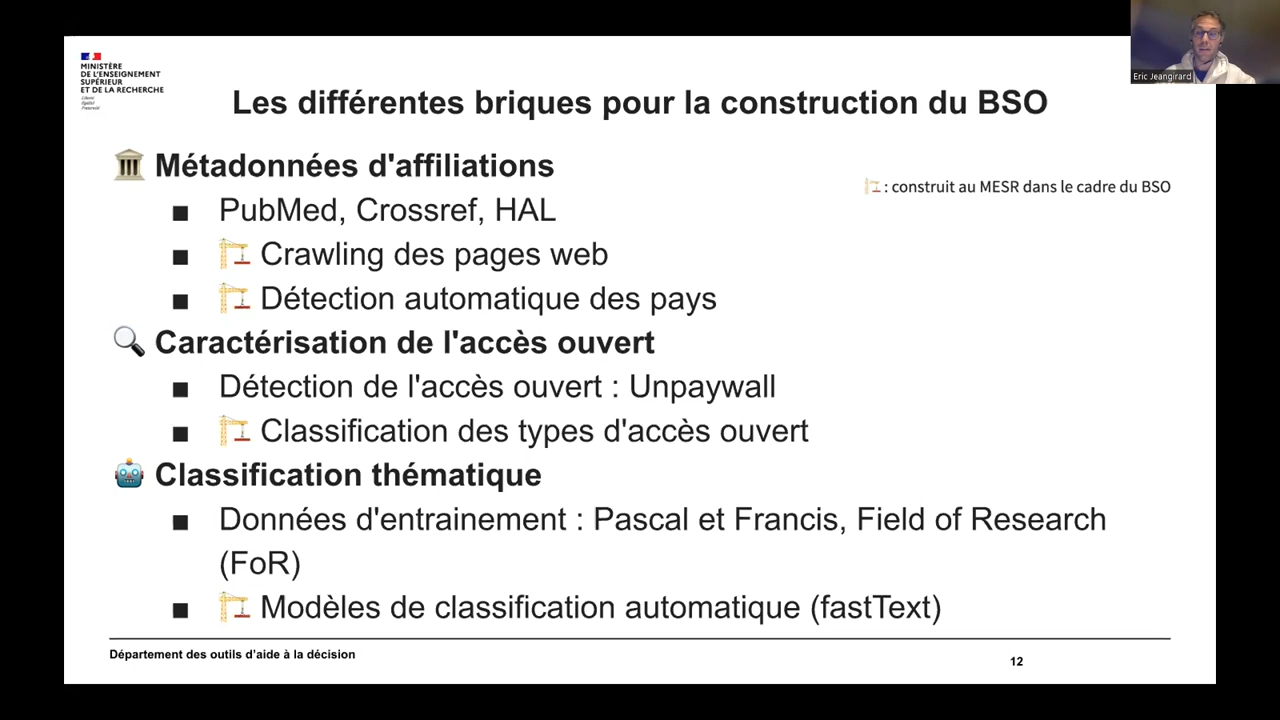 MINISTÈRE
DE L'ENSEIGNEMENT
SUPÉRIEUR
ET DE LA RECHERCHE
Liberté
Égalité
Fraternité
Eric Jeangirard
Les différentes briques pour la construction du BSO
Métadonnées d'affiliations
: construit au MESR dans le cadre du BSO
■ PubMed, Crossref, HAL
■ Crawling des pages web
■ Détection automatique des pays
Caractérisation de l'accès ouvert
■ Détection de l'accès ouvert : Unpaywall
■ Classification des types d'accès ouvert
Classification thématique
■ Données d'entrainement : Pascal et Francis, Field of Research
(FoR)
■ Modèles de classification automatique (fastText)
Département des outils d'aide à la décision
12